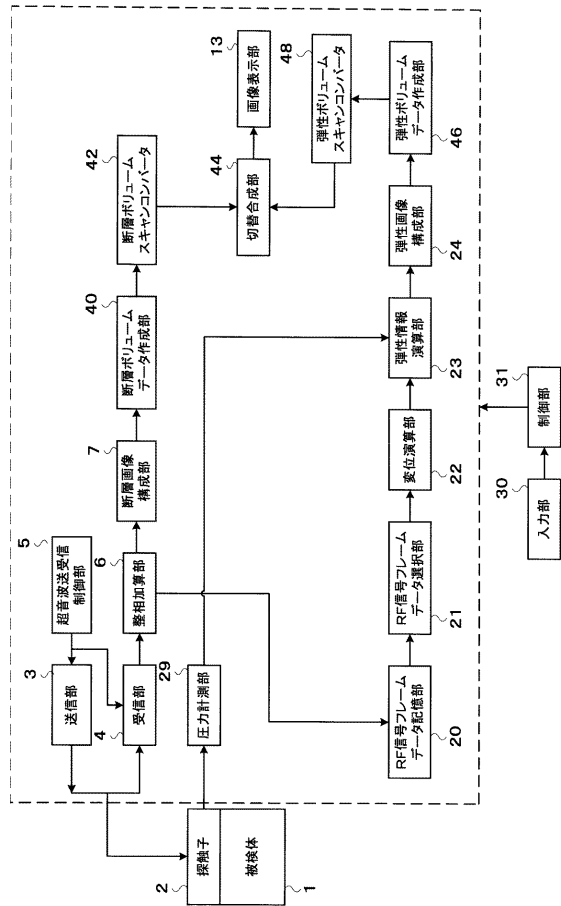 5
超音波送受信
制御部
3
送信部
4
受信部
6
整相加算部
7
断層画像
構成部
40
断層ボリューム
データ作成部
42
断層ボリューム
スキャンコンバータ
44
切替合成部
13
画像表示部
48
弾性ボリューム
スキャンコンバータ
2
探触子
被検体
1
29
圧力計測部
RF信号フレーム
データ記憶部
20
RF信号フレーム
データ選択部
21
変位演算部
22
弾性情報
演算部
23
弾性画像
構成部
24
弾性ボリューム
データ作成部
46
30
入力部
31
制御部